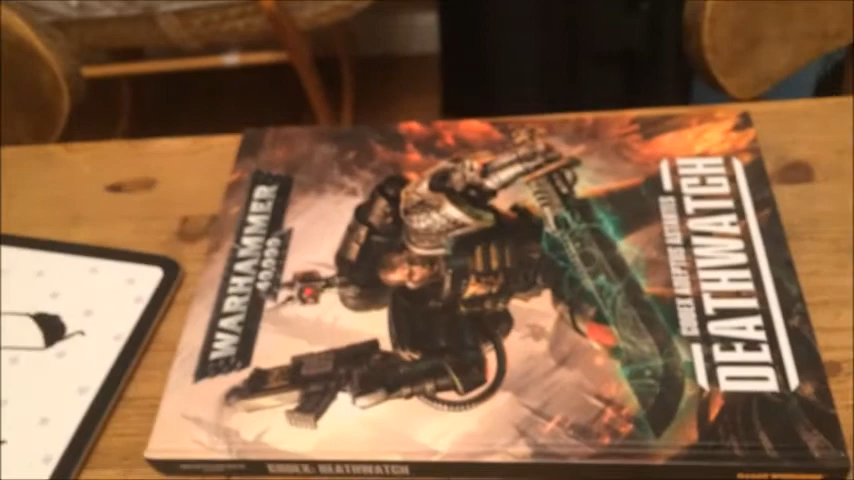 WARHAMMER
40,000
CODEX ADEPTUS ASTARTES
DEATHWATCH
CODEX: DEATHWATCH